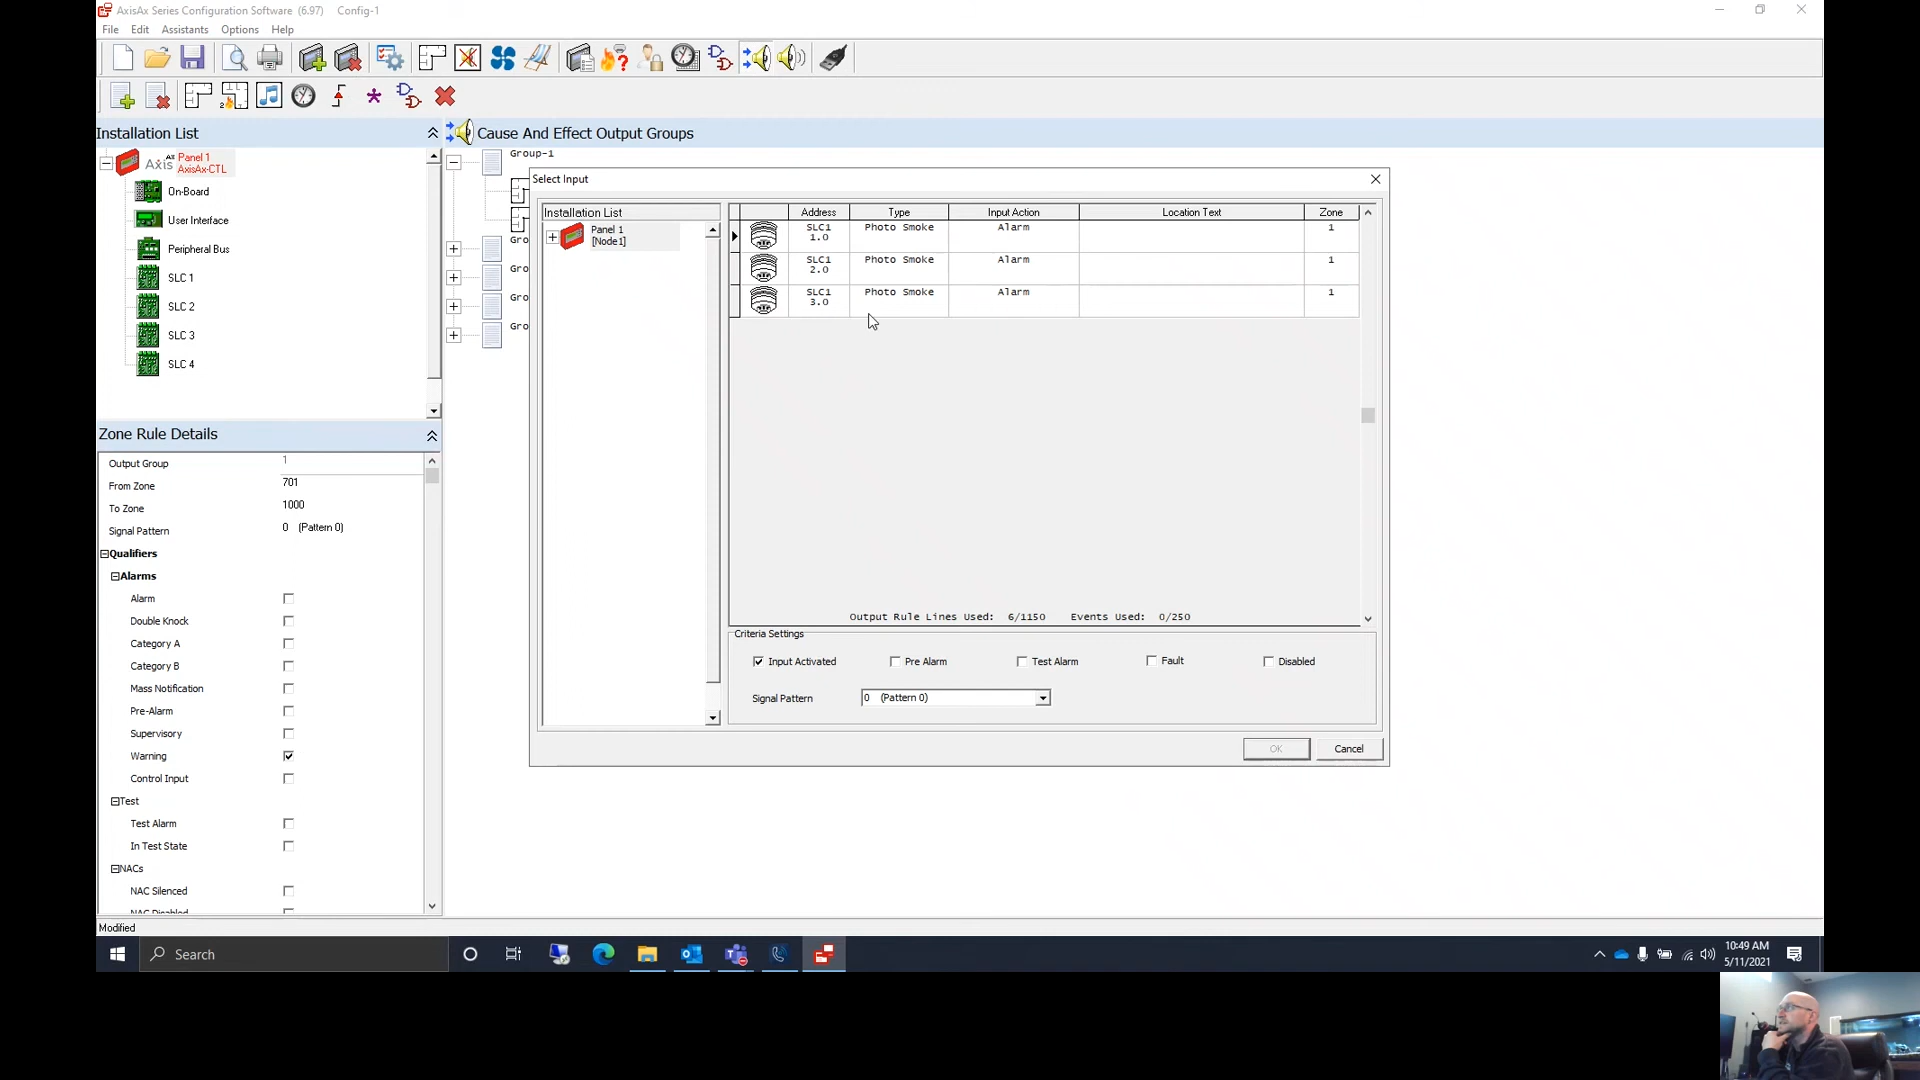 AxisAx Series Configuration Software (6.97) Config-1
File Edit Assistants Options Help
Installation List
Axis AX Panel 1
AxisAx-CTL
On-Board
User Interface
Peripheral Bus
SLC 1
SLC 2
SLC 3
SLC 4
Zone Rule Details
Output Group 1
From Zone 701
To Zone 1000
Signal Pattern 0 (Pattern 0)
Qualifiers
Alarms
Alarm
Double Knock
Category A
Category B
Mass Notification
Pre-Alarm
Supervisory
Warning
Control Input
Test
Test Alarm
In Test State
NACs
NAC Silenced
NAC Disabled
Modified
Cause And Effect Output Groups
Group-1
Gro
Gro
Gro
Gro
Select Input
Installation List
Panel 1
[Node1]
Address Type Input Action Location Text Zone
SLC1 Photo Smoke Alarm 1
1.0
SLC1 Photo Smoke Alarm 1
2.0
SLC1 Photo Smoke Alarm 1
3.0
Output Rule Lines Used: 6/1150 Events Used: 0/250
Criteria Settings
Input Activated Pre Alarm Test Alarm Fault Disabled
Signal Pattern 0 (Pattern 0)
OK Cancel
Search
10:49 AM
5/11/2021